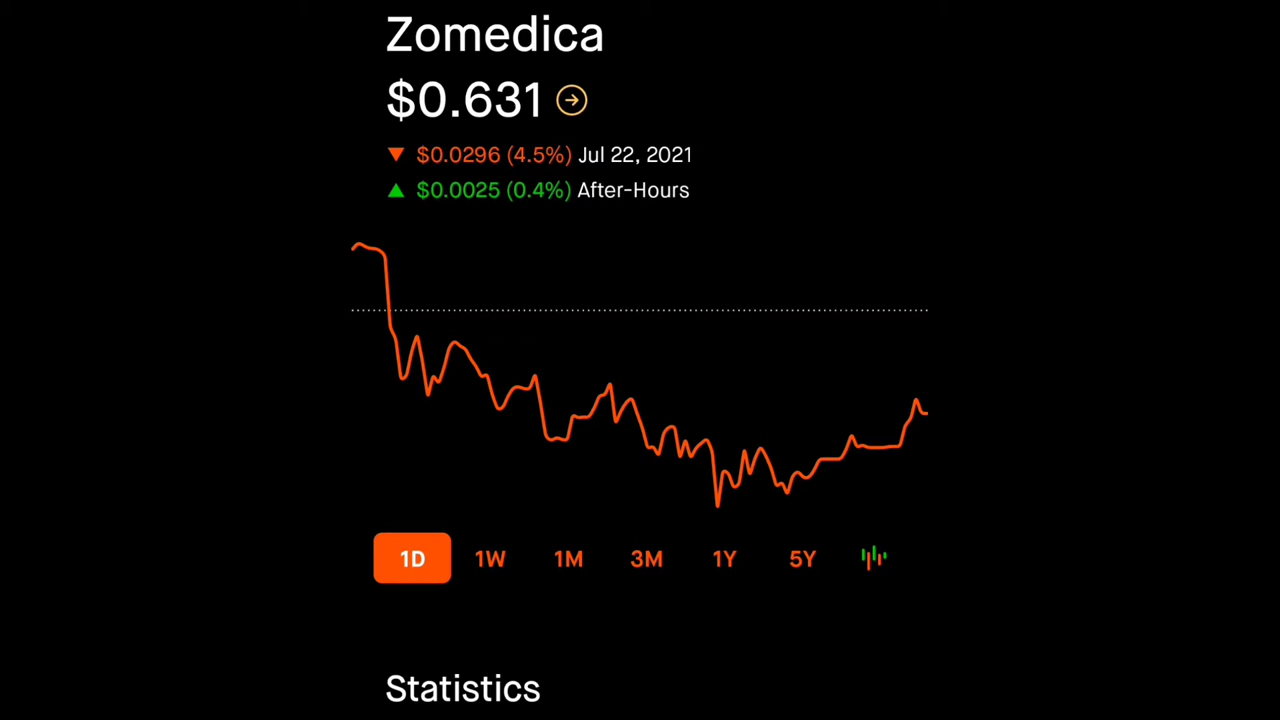 Zomedica
$0.631
▼ $0.0296 (4.5%) Jul 22, 2021
▲ $0.0025 (0.4%) After-Hours
1D 1W 1M 3M 1Y 5Y
Statistics